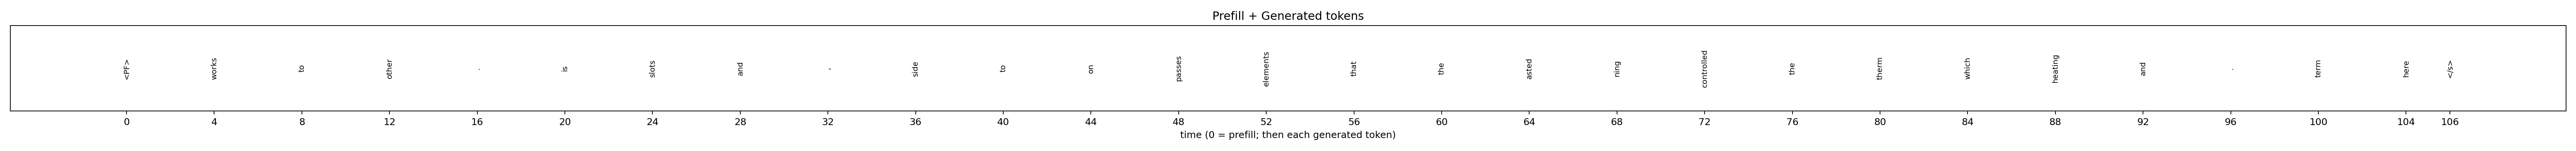 Prefill + Generated tokens
<PF> works to other . is slots and - side to on passes elements that the asted ning controlled the therm which heating and . term here </s>
0 4 8 12 16 20 24 28 32 36 40 44 48 52 56 60 64 68 72 76 80 84 88 92 96 100 104 106
time (0 = prefill; then each generated token)